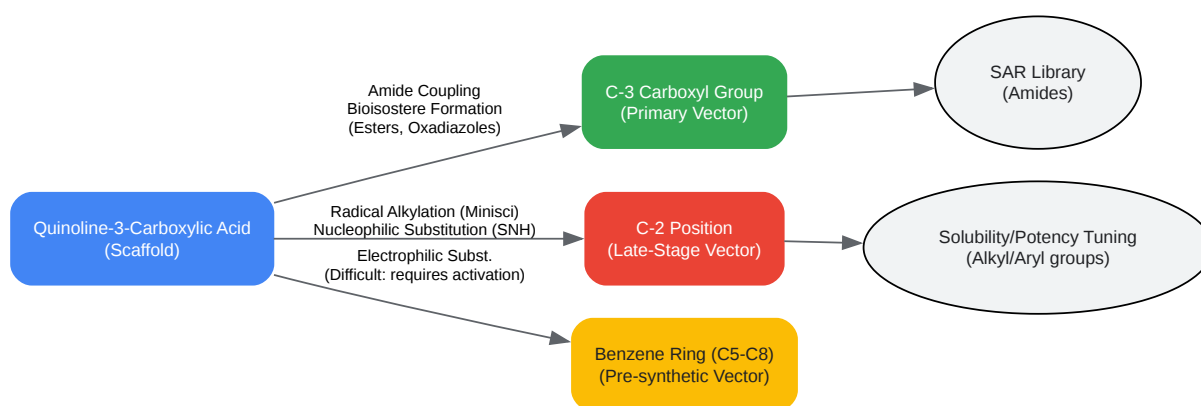 Quinoline-3-Carboxylic Acid
(Scaffold)
Amide Coupling
Bioisostere Formation
(Esters, Oxadiazoles)
C-3 Carboxyl Group
(Primary Vector)
SAR Library
(Amides)
Radical Alkylation (Minisci)
Nucleophilic Substitution (SNH)
C-2 Position
(Late-Stage Vector)
Solubility/Potency Tuning
(Alkyl/Aryl groups)
Electrophilic Subst.
(Difficult: requires activation)
Benzene Ring (C5-C8)
(Pre-synthetic Vector)